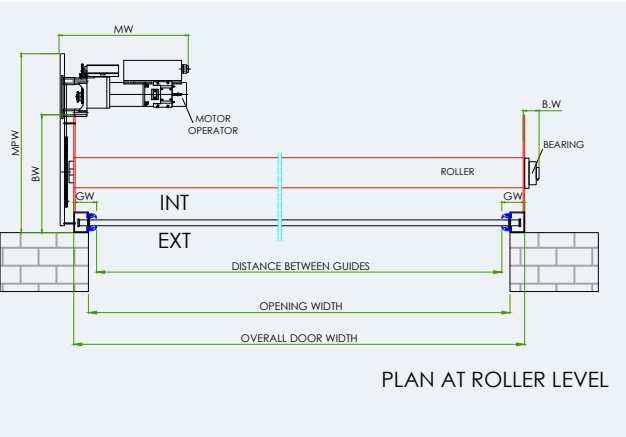 MW
MOTOR
OPERATOR
B.W
BEARING
MPW
BW
ROLLER
GW
GW
INT
EXT
DISTANCE BETWEEN GUIDES
OPENING WIDTH
OVERALL DOOR WIDTH
PLAN AT ROLLER LEVEL